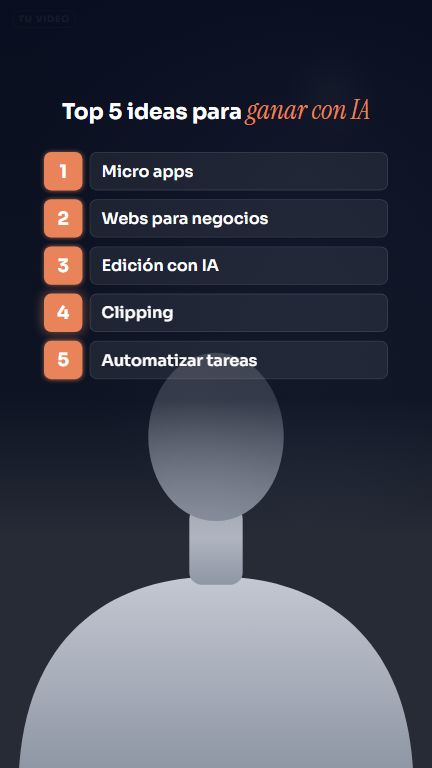 TU VIDEO
Top 5 ideas para ganar con IA
1 Micro apps
2 Webs para negocios
3 Edición con IA
4 Clipping
5 Automatizar tareas